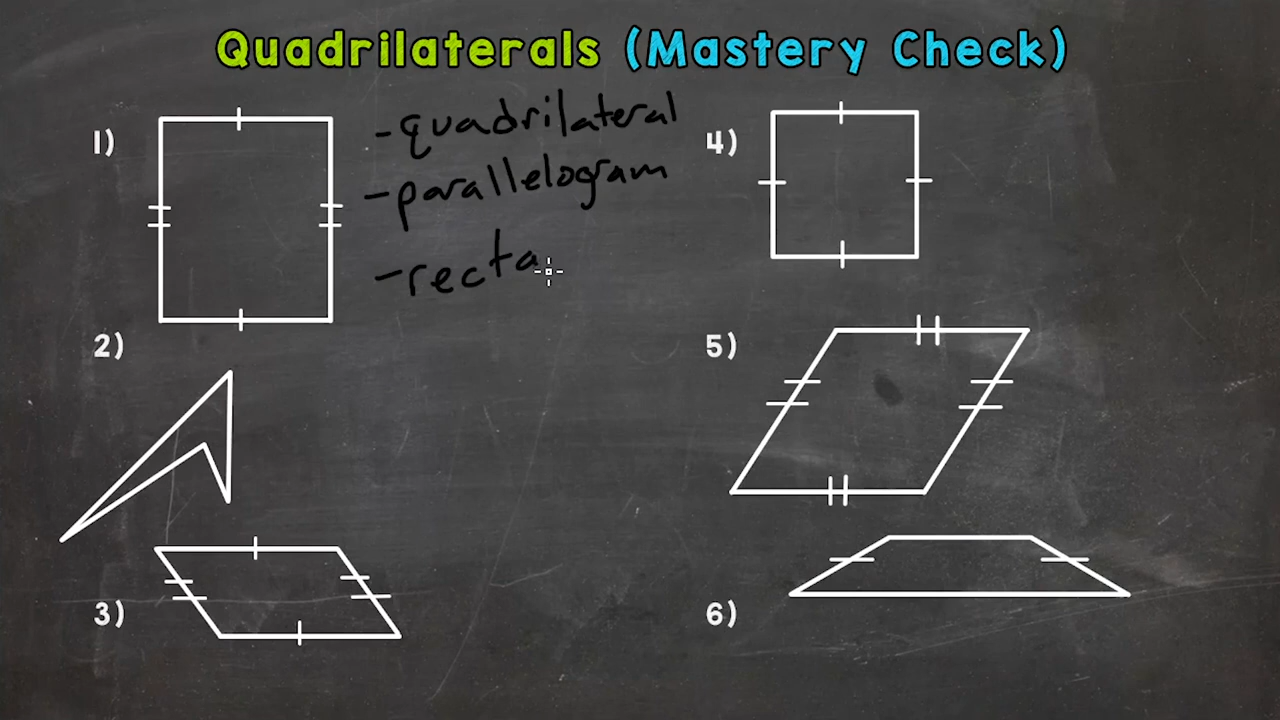 Quadrilaterals (Mastery Check)
1)
-quadrilateral
-parallelogram
-recta
2)
3)
4)
5)
6)